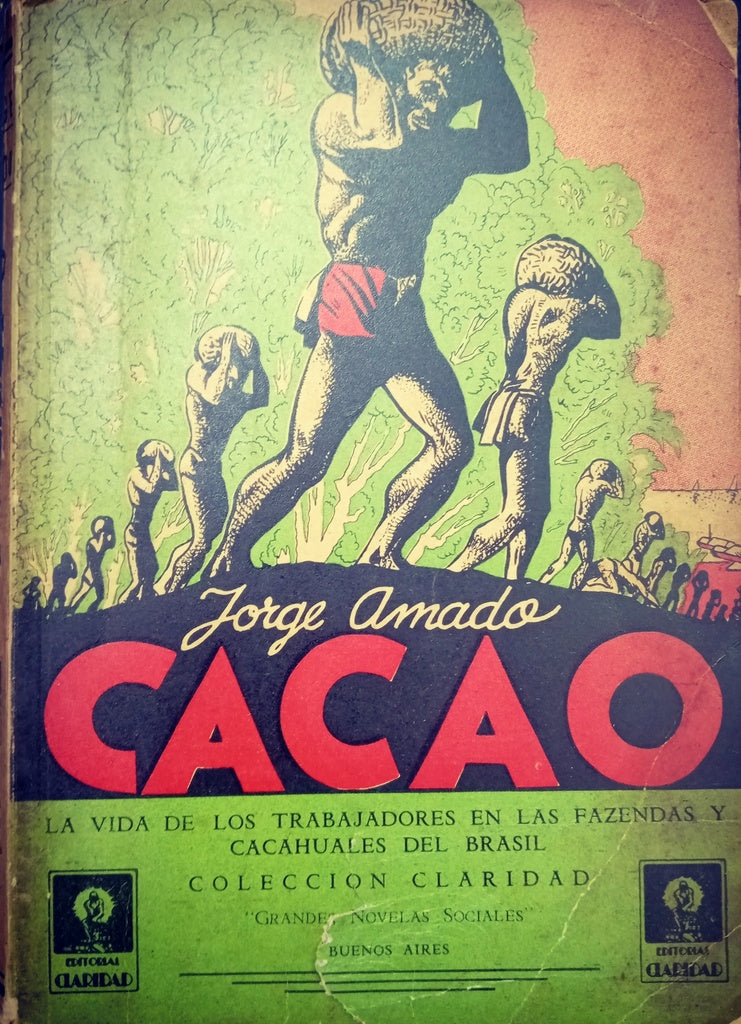 Jorge Amado
CACAO
LA VIDA DE LOS TRABAJADORES EN LAS FAZENDAS Y
CACAHUALES DEL BRASIL
COLECCION CLARIDAD
"GRANDES NOVELAS SOCIALES"
BUENOS AIRES
EDITORIAL
CLARIDAD
EDITORIAL
CLARIDAD